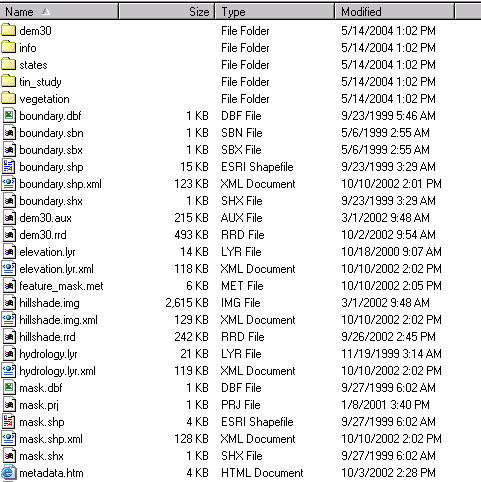 Name Size Type Modified
dem30 File Folder 5/14/2004 1:02 PM
info File Folder 5/14/2004 1:02 PM
states File Folder 5/14/2004 1:02 PM
tin_study File Folder 5/14/2004 1:02 PM
vegetation File Folder 5/14/2004 1:02 PM
boundary.dbf 1 KB DBF File 9/23/1999 5:46 AM
boundary.sbn 1 KB SBN File 5/6/1999 2:55 AM
boundary.sbx 1 KB SBX File 5/6/1999 2:55 AM
boundary.shp 15 KB ESRI Shapefile 9/23/1999 3:29 AM
boundary.shp.xml 123 KB XML Document 10/10/2002 2:01 PM
boundary.shx 1 KB SHX File 9/23/1999 3:29 AM
dem30.aux 215 KB AUX File 3/1/2002 9:48 AM
dem30.rrd 493 KB RRD File 10/2/2002 9:54 AM
elevation.lyr 14 KB LYR File 10/18/2000 9:07 AM
elevation.lyr.xml 118 KB XML Document 10/10/2002 2:02 PM
feature_mask.met 6 KB MET File 10/10/2002 2:05 PM
hillshade.img 2,615 KB IMG File 3/1/2002 9:48 AM
hillshade.img.xml 129 KB XML Document 10/10/2002 2:02 PM
hillshade.rrd 242 KB RRD File 9/26/2002 2:45 PM
hydrology.lyr 21 KB LYR File 11/19/1999 3:14 AM
hydrology.lyr.xml 119 KB XML Document 10/10/2002 2:02 PM
mask.dbf 1 KB DBF File 9/27/1999 6:02 AM
mask.prj 1 KB PRJ File 1/8/2001 3:40 PM
mask.shp 4 KB ESRI Shapefile 9/27/1999 6:02 AM
mask.shp.xml 128 KB XML Document 10/10/2002 2:02 PM
mask.shx 1 KB SHX File 9/27/1999 6:02 AM
metadata.htm 4 KB HTML Document 10/3/2002 2:28 PM